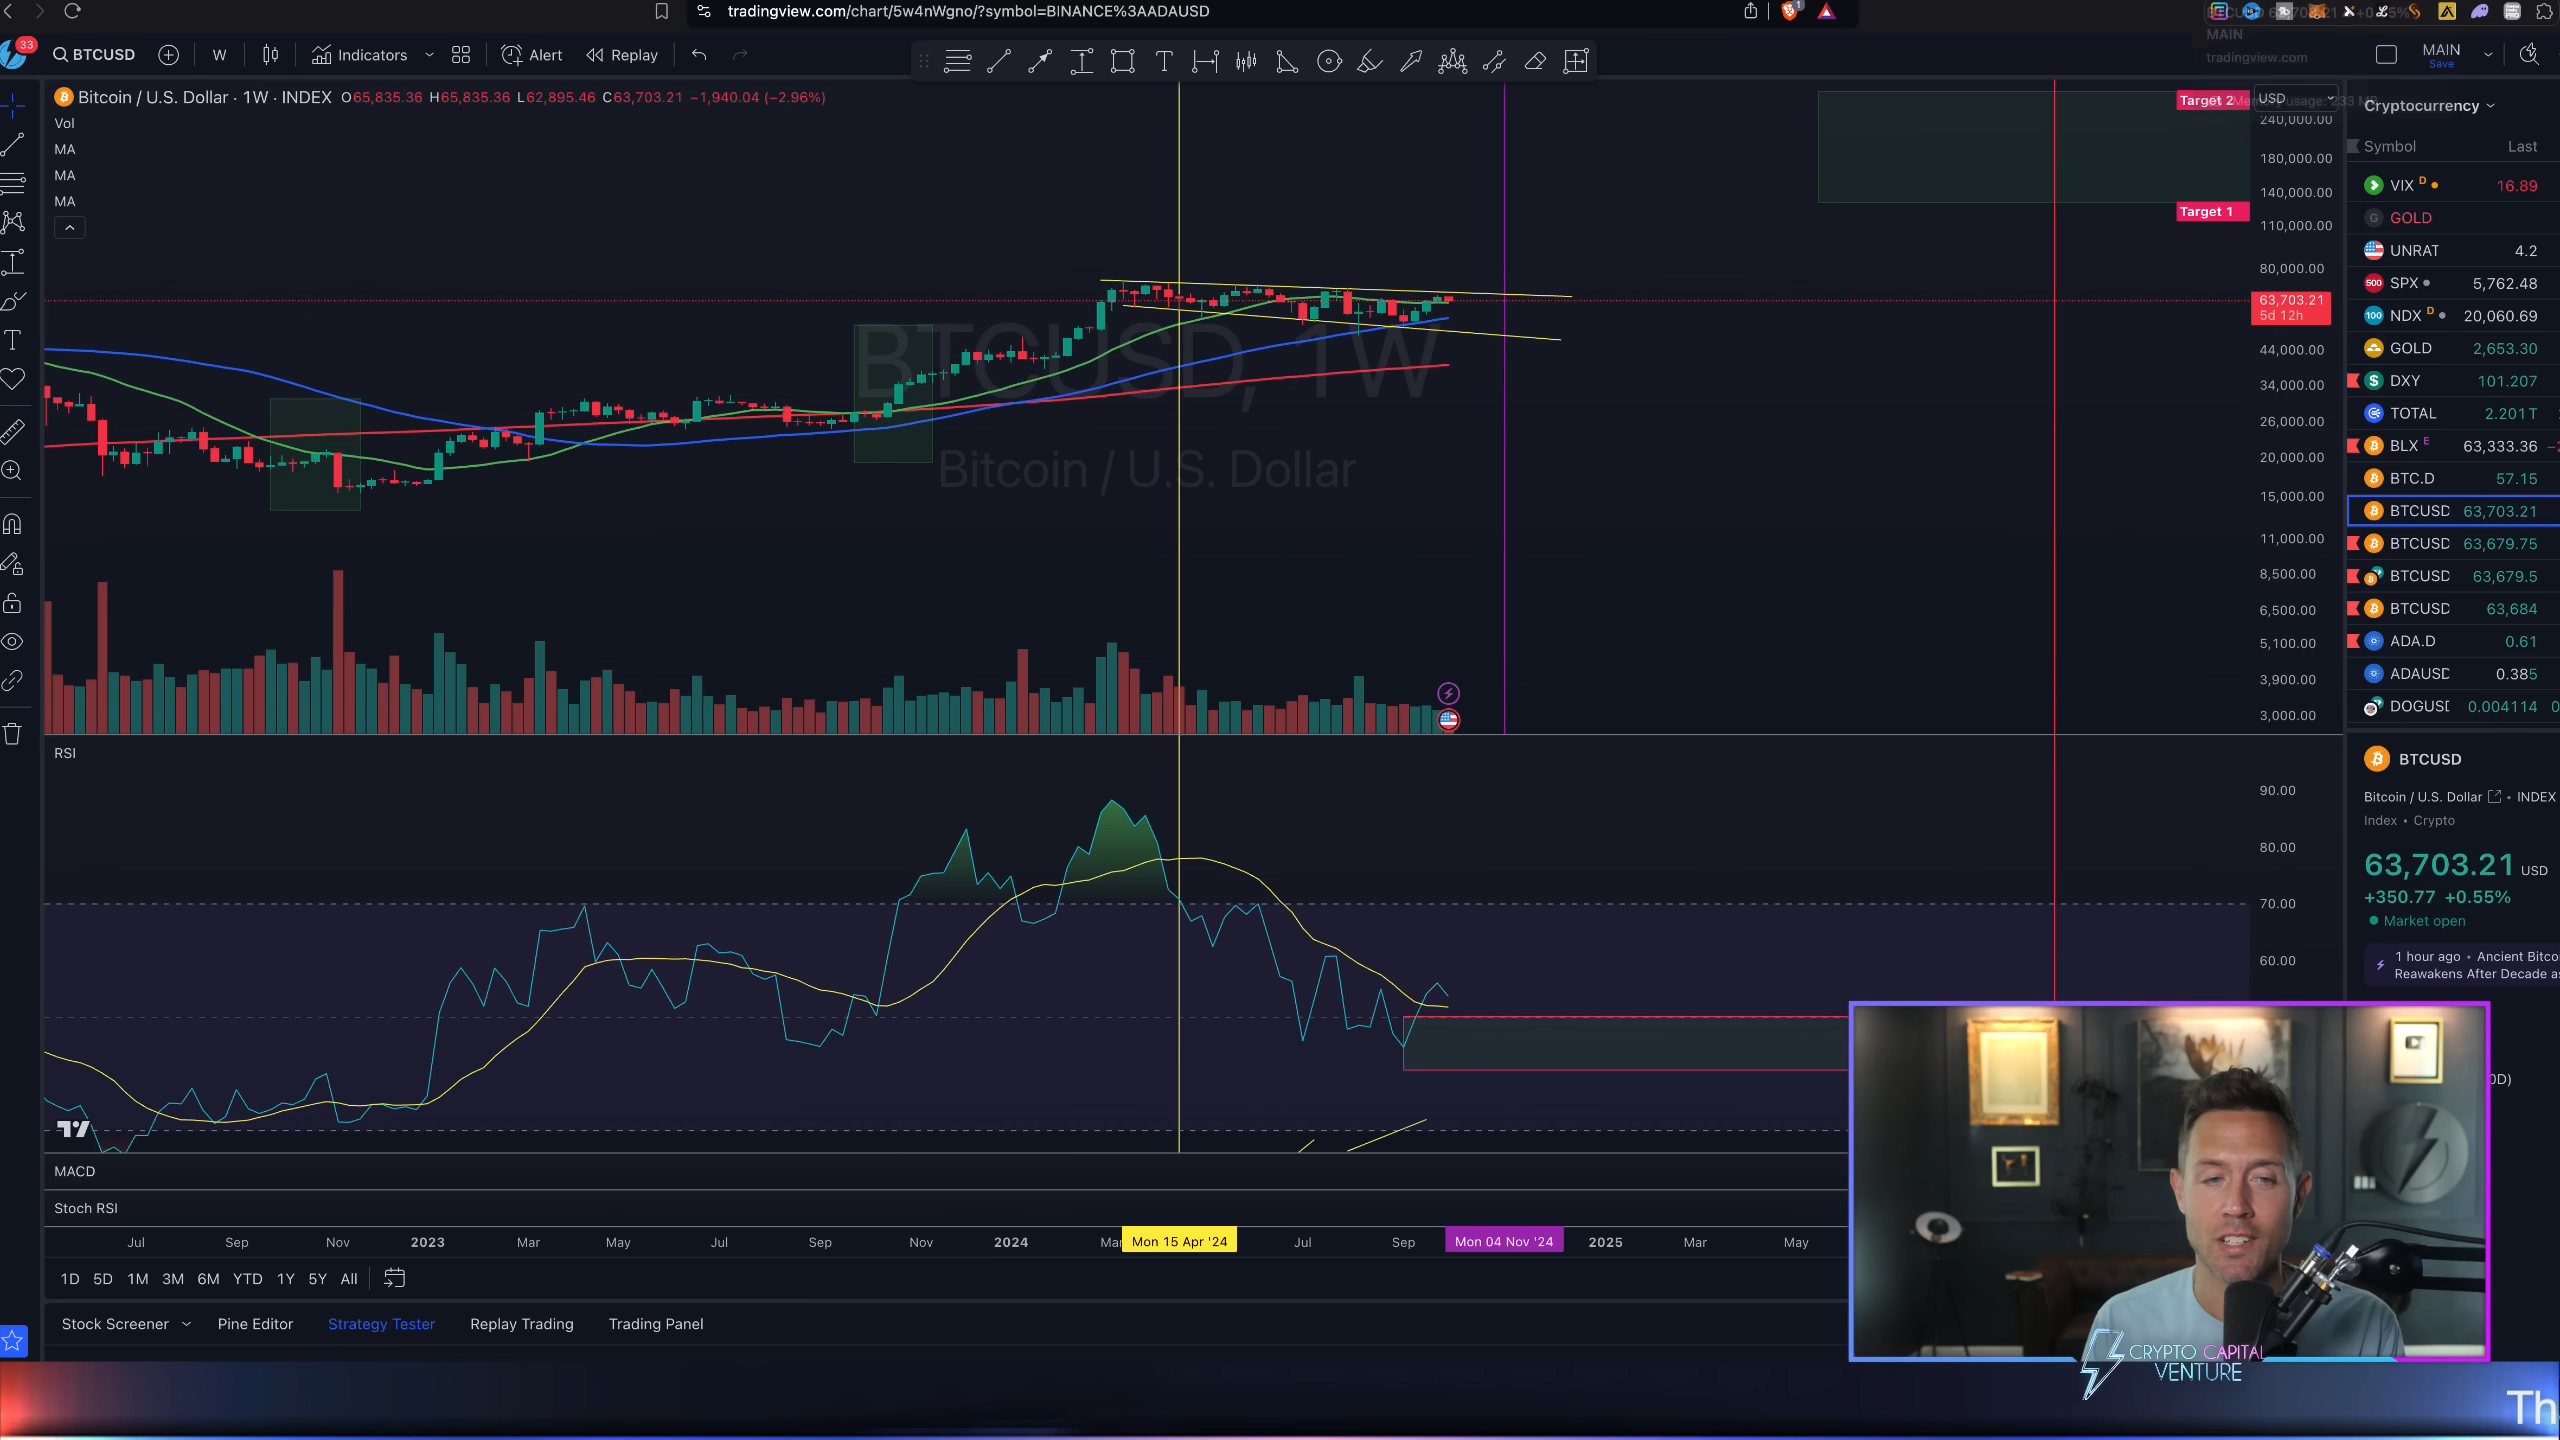 tradingview.com/chart/5w4nWgno/?symbol=BINANCE%3AADAUSD
1
33
BTCUSD
W
Indicators
Alert
Replay
MAIN
Save
MAIN
tradingview.com
Bitcoin / U.S. Dollar · 1W · INDEX O65,835.36 H65,835.36 L62,895.46 C63,703.21 −1,940.04 (−2.96%)
Vol
MA
MA
MA
BTCUSD, 1W
Bitcoin / U.S. Dollar
Target 2
Target 1
USD
240,000.00
180,000.00
140,000.00
110,000.00
80,000.00
63,703.21
5d 12h
44,000.00
34,000.00
26,000.00
20,000.00
15,000.00
11,000.00
8,500.00
6,500.00
5,100.00
3,900.00
3,000.00
RSI
90.00
80.00
70.00
60.00
MACD
Stoch RSI
Jul Sep Nov 2023 Mar May Jul Sep Nov 2024 Mar Mon 15 Apr '24 Jul Sep Mon 04 Nov '24 2025 Mar May
1D 5D 1M 3M 6M YTD 1Y 5Y All
Stock Screener Pine Editor Strategy Tester Replay Trading Trading Panel
Cryptocurrency
Symbol Last
VIX D 16.89
GOLD
UNRAT 4.2
500 SPX 5,762.48
100 NDX D 20,060.69
GOLD 2,653.30
DXY 101.207
TOTAL 2.201T
BLX E 63,333.36
BTC.D 57.15
BTCUSD 63,703.21
BTCUSD 63,679.75
BTCUSD 63,679.5
BTCUSD 63,684
ADA.D 0.61
ADAUSD 0.385
DOGUSD 0.004114
BTCUSD
Bitcoin / U.S. Dollar • INDEX
Index • Crypto
63,703.21 USD
+350.77 +0.55%
Market open
1 hour ago • Ancient Bitco
Reawakens After Decade a
CRYPTO CAPITAL
VENTURE
Th